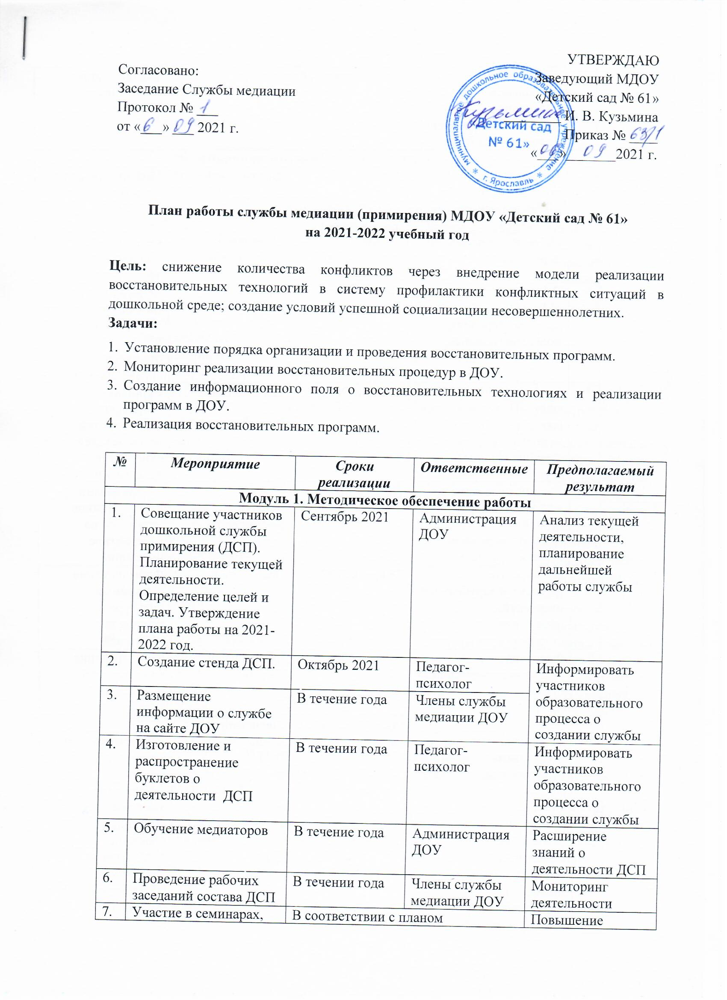 Согласовано:
Заседание Службы медиации
Протокол № 1
от «6» 09 2021 г.
УТВЕРЖДАЮ
Заведующий МДОУ
«Детский сад № 61»
Кузьмина И. В. Кузьмина
Приказ № 63/1
«06» 09 2021 г.
муниципальное дошкольное образовательное учреждение
«Детский сад
№ 61»
* г. Ярославль *
План работы службы медиации (примирения) МДОУ «Детский сад № 61»
на 2021-2022 учебный год
Цель: снижение количества конфликтов через внедрение модели реализации
восстановительных технологий в систему профилактики конфликтных ситуаций в
дошкольной среде; создание условий успешной социализации несовершеннолетних.
Задачи:
1. Установление порядка организации и проведения восстановительных программ.
2. Мониторинг реализации восстановительных процедур в ДОУ.
3. Создание информационного поля о восстановительных технологиях и реализации
программ в ДОУ.
4. Реализация восстановительных программ.
№
Мероприятие
Сроки
реализации
Ответственные
Предполагаемый
результат
Модуль 1. Методическое обеспечение работы
1.
Совещание участников
дошкольной службы
примирения (ДСП).
Планирование текущей
деятельности.
Определение целей и
задач. Утверждение
плана работы на 2021-
2022 год.
Сентябрь 2021
Администрация
ДОУ
Анализ текущей
деятельности,
планирование
дальнейшей
работы службы
2.
Создание стенда ДСП.
Октябрь 2021
Педагог-
психолог
Информировать
участников
образовательного
процесса о
создании службы
3.
Размещение
информации о службе
на сайте ДОУ
В течение года
Члены службы
медиации ДОУ
4.
Изготовление и
распространение
буклетов о
деятельности ДСП
В течении года
Педагог-
психолог
Информировать
участников
образовательного
процесса о
создании службы
5.
Обучение медиаторов
В течение года
Администрация
ДОУ
Расширение
знаний о
деятельности ДСП
6.
Проведение рабочих
заседаний состава ДСП
В течении года
Члены службы
медиации ДОУ
Мониторинг
деятельности
7.
Участие в семинарах,
В соответствии с планом
Повышение